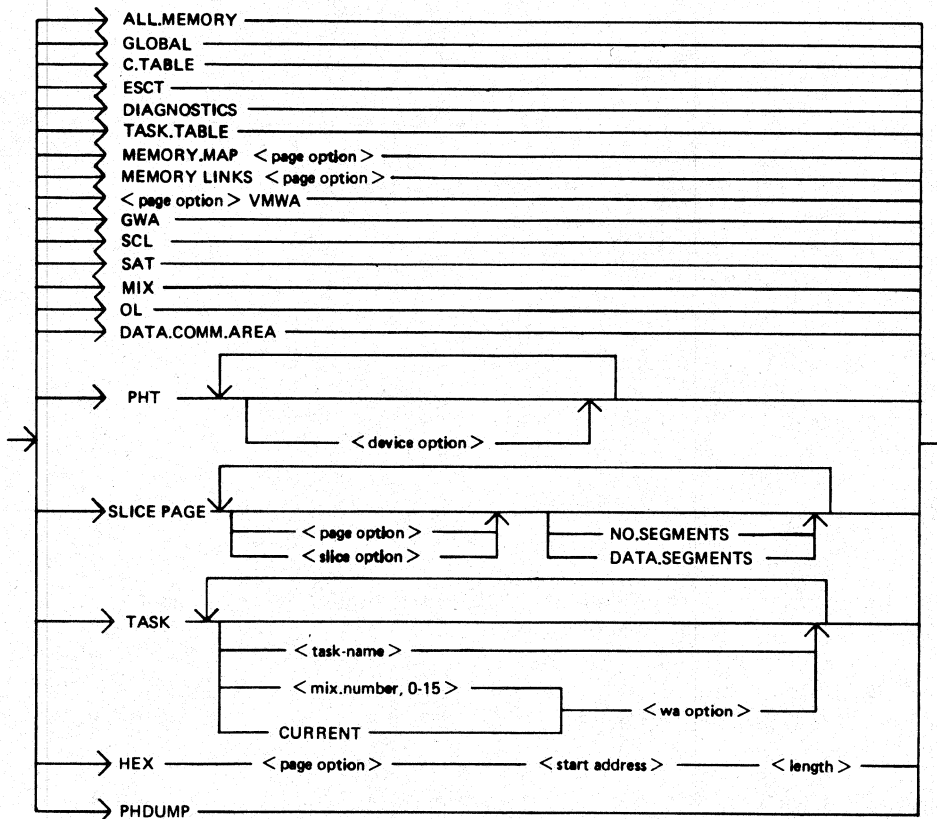 ALL.MEMORY
GLOBAL
C.TABLE
ESCT
DIAGNOSTICS
TASK.TABLE
MEMORY.MAP <page option>
MEMORY LINKS <page option>
<page option> VMWA
GWA
SCL
SAT
MIX
OL
DATA.COMM.AREA
PHT
<device option>
SLICE PAGE
<page option> NO.SEGMENTS
<slice option> DATA.SEGMENTS
TASK
<task-name>
<mix.number, 0-15>
<wa option>
CURRENT
HEX <page option> <start address> <length>
PHDUMP